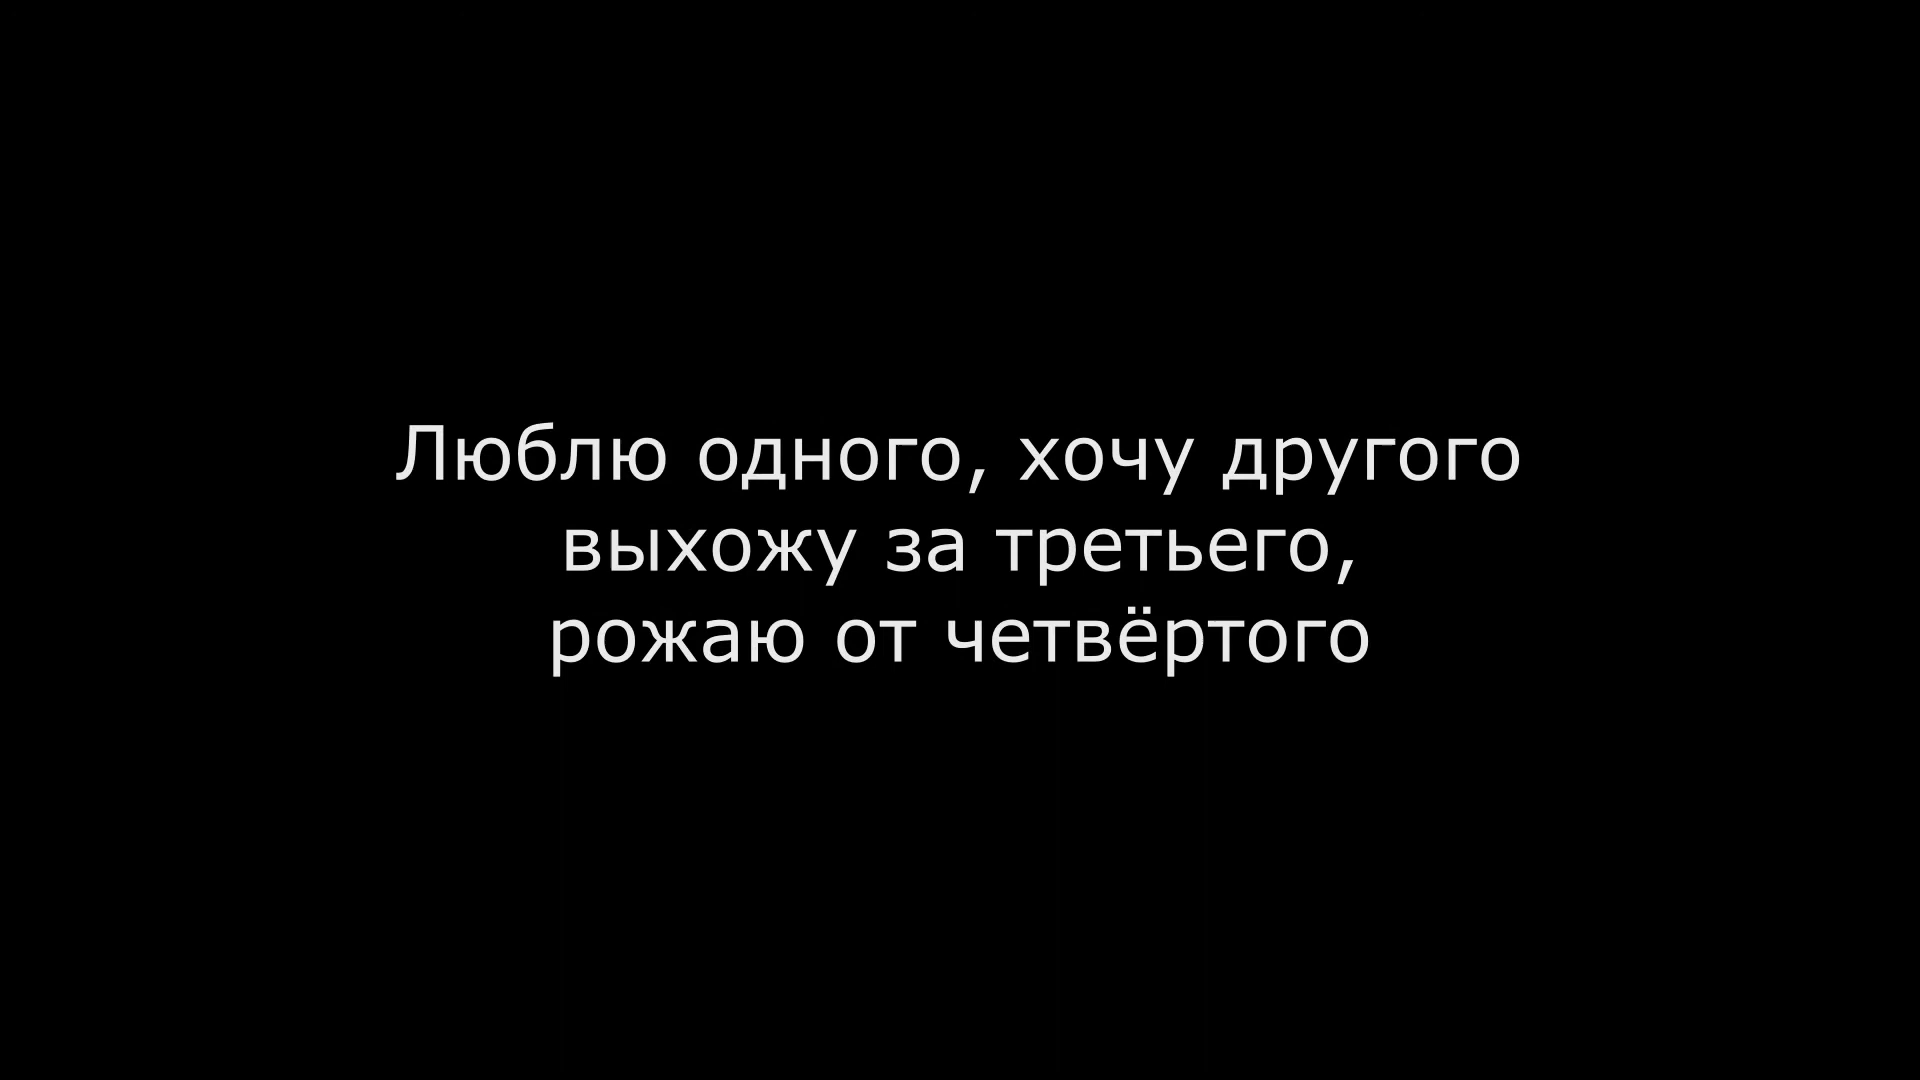 Люблю одного, хочу другого
выхожу за третьего,
рожаю от четвёртого